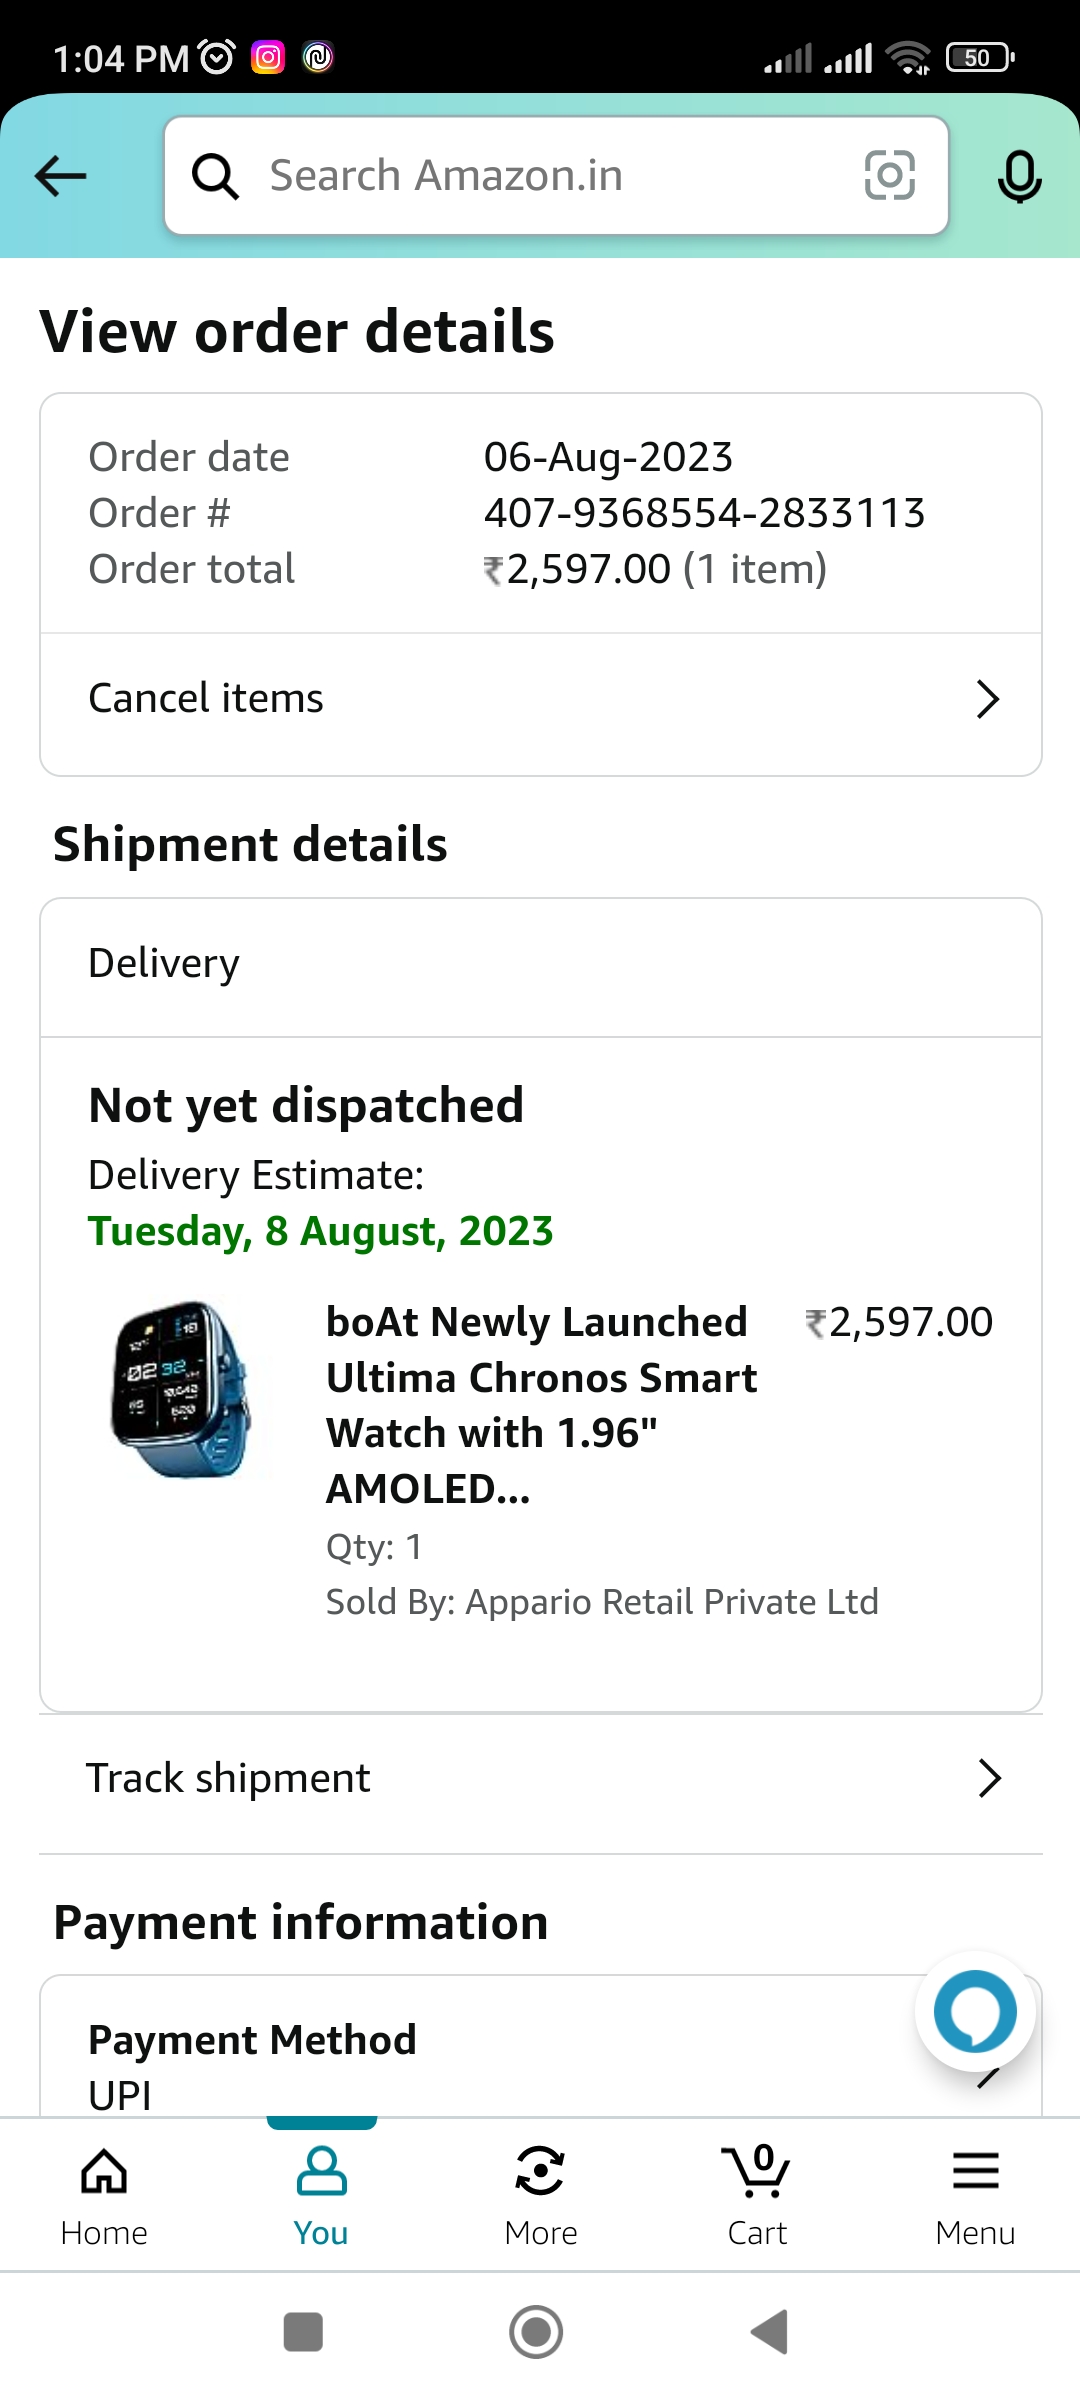 1:04 PM
50
Search Amazon.in
View order details
Order date 06-Aug-2023
Order # 407-9368554-2833113
Order total ₹2,597.00 (1 item)
Cancel items
Shipment details
Delivery
Not yet dispatched
Delivery Estimate:
Tuesday, 8 August, 2023
boAt Newly Launched ₹2,597.00
Ultima Chronos Smart
Watch with 1.96"
AMOLED...
Qty: 1
Sold By: Appario Retail Private Ltd
Track shipment
Payment information
Payment Method
UPI
0
Home You More Cart Menu